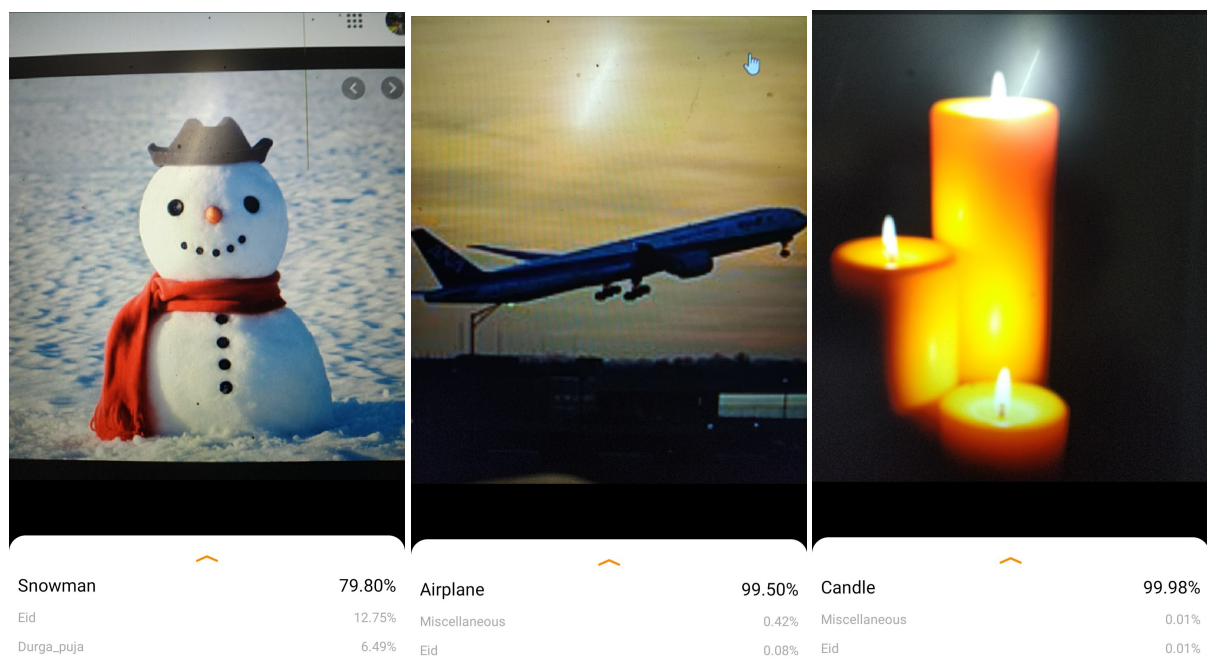 Snowman 79.80%
Eid 12.75%
Durga_puja 6.49%
Airplane 99.50%
Miscellaneous 0.42%
Eid 0.08%
Candle 99.98%
Miscellaneous 0.01%
Eid 0.01%